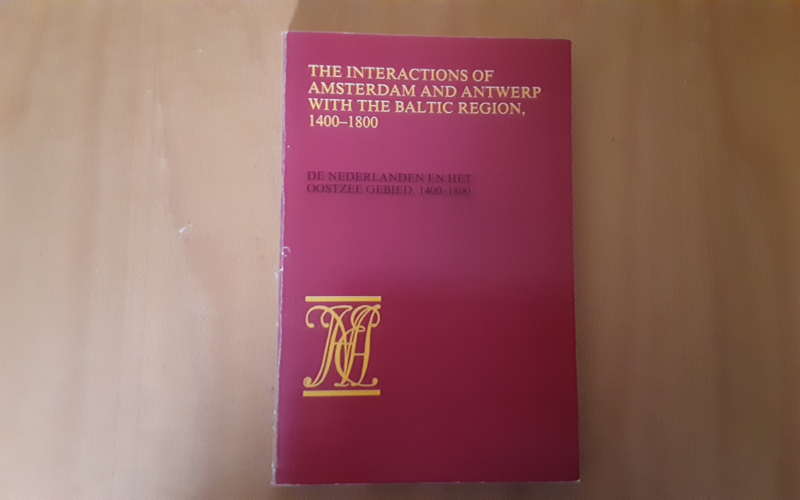 THE INTERACTIONS OF
AMSTERDAM AND ANTWERP
WITH THE BALTIC REGION,
1400–1800
DE NEDERLANDEN EN HET
OOSTZEE GEBIED, 1400–1800